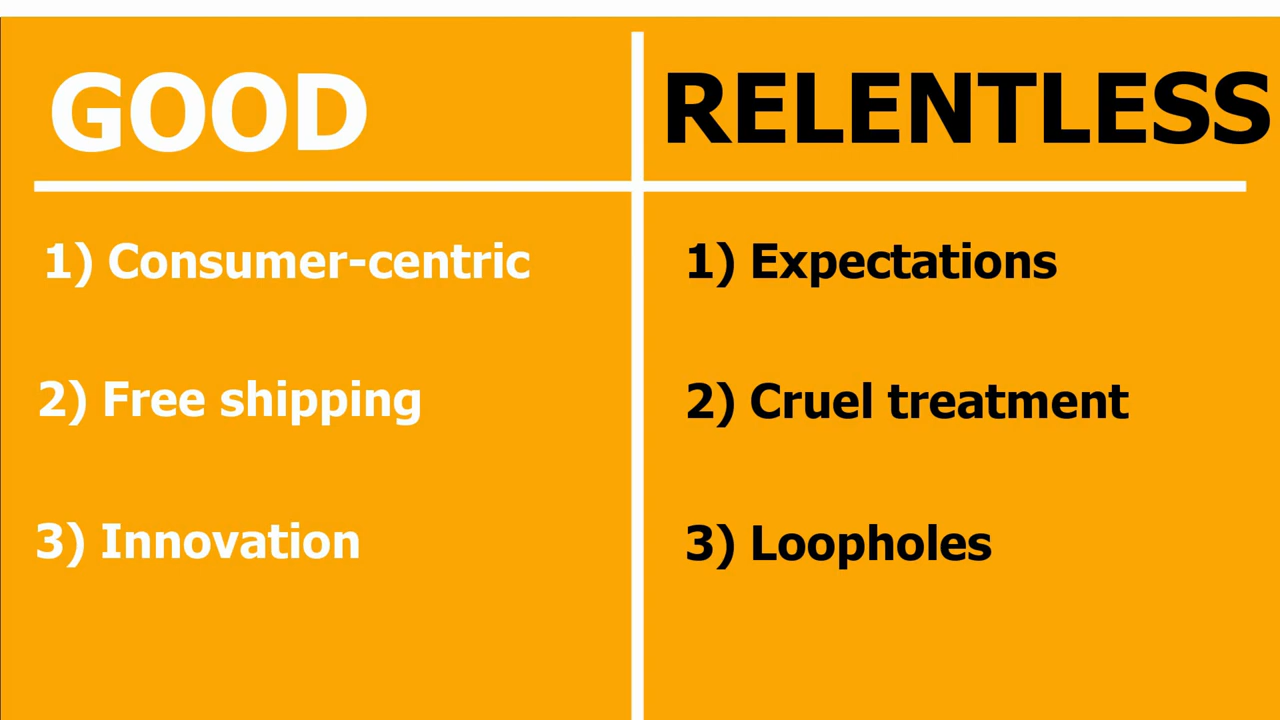 GOOD
RELENTLESS
1) Consumer-centric
1) Expectations
2) Free shipping
2) Cruel treatment
3) Innovation
3) Loopholes